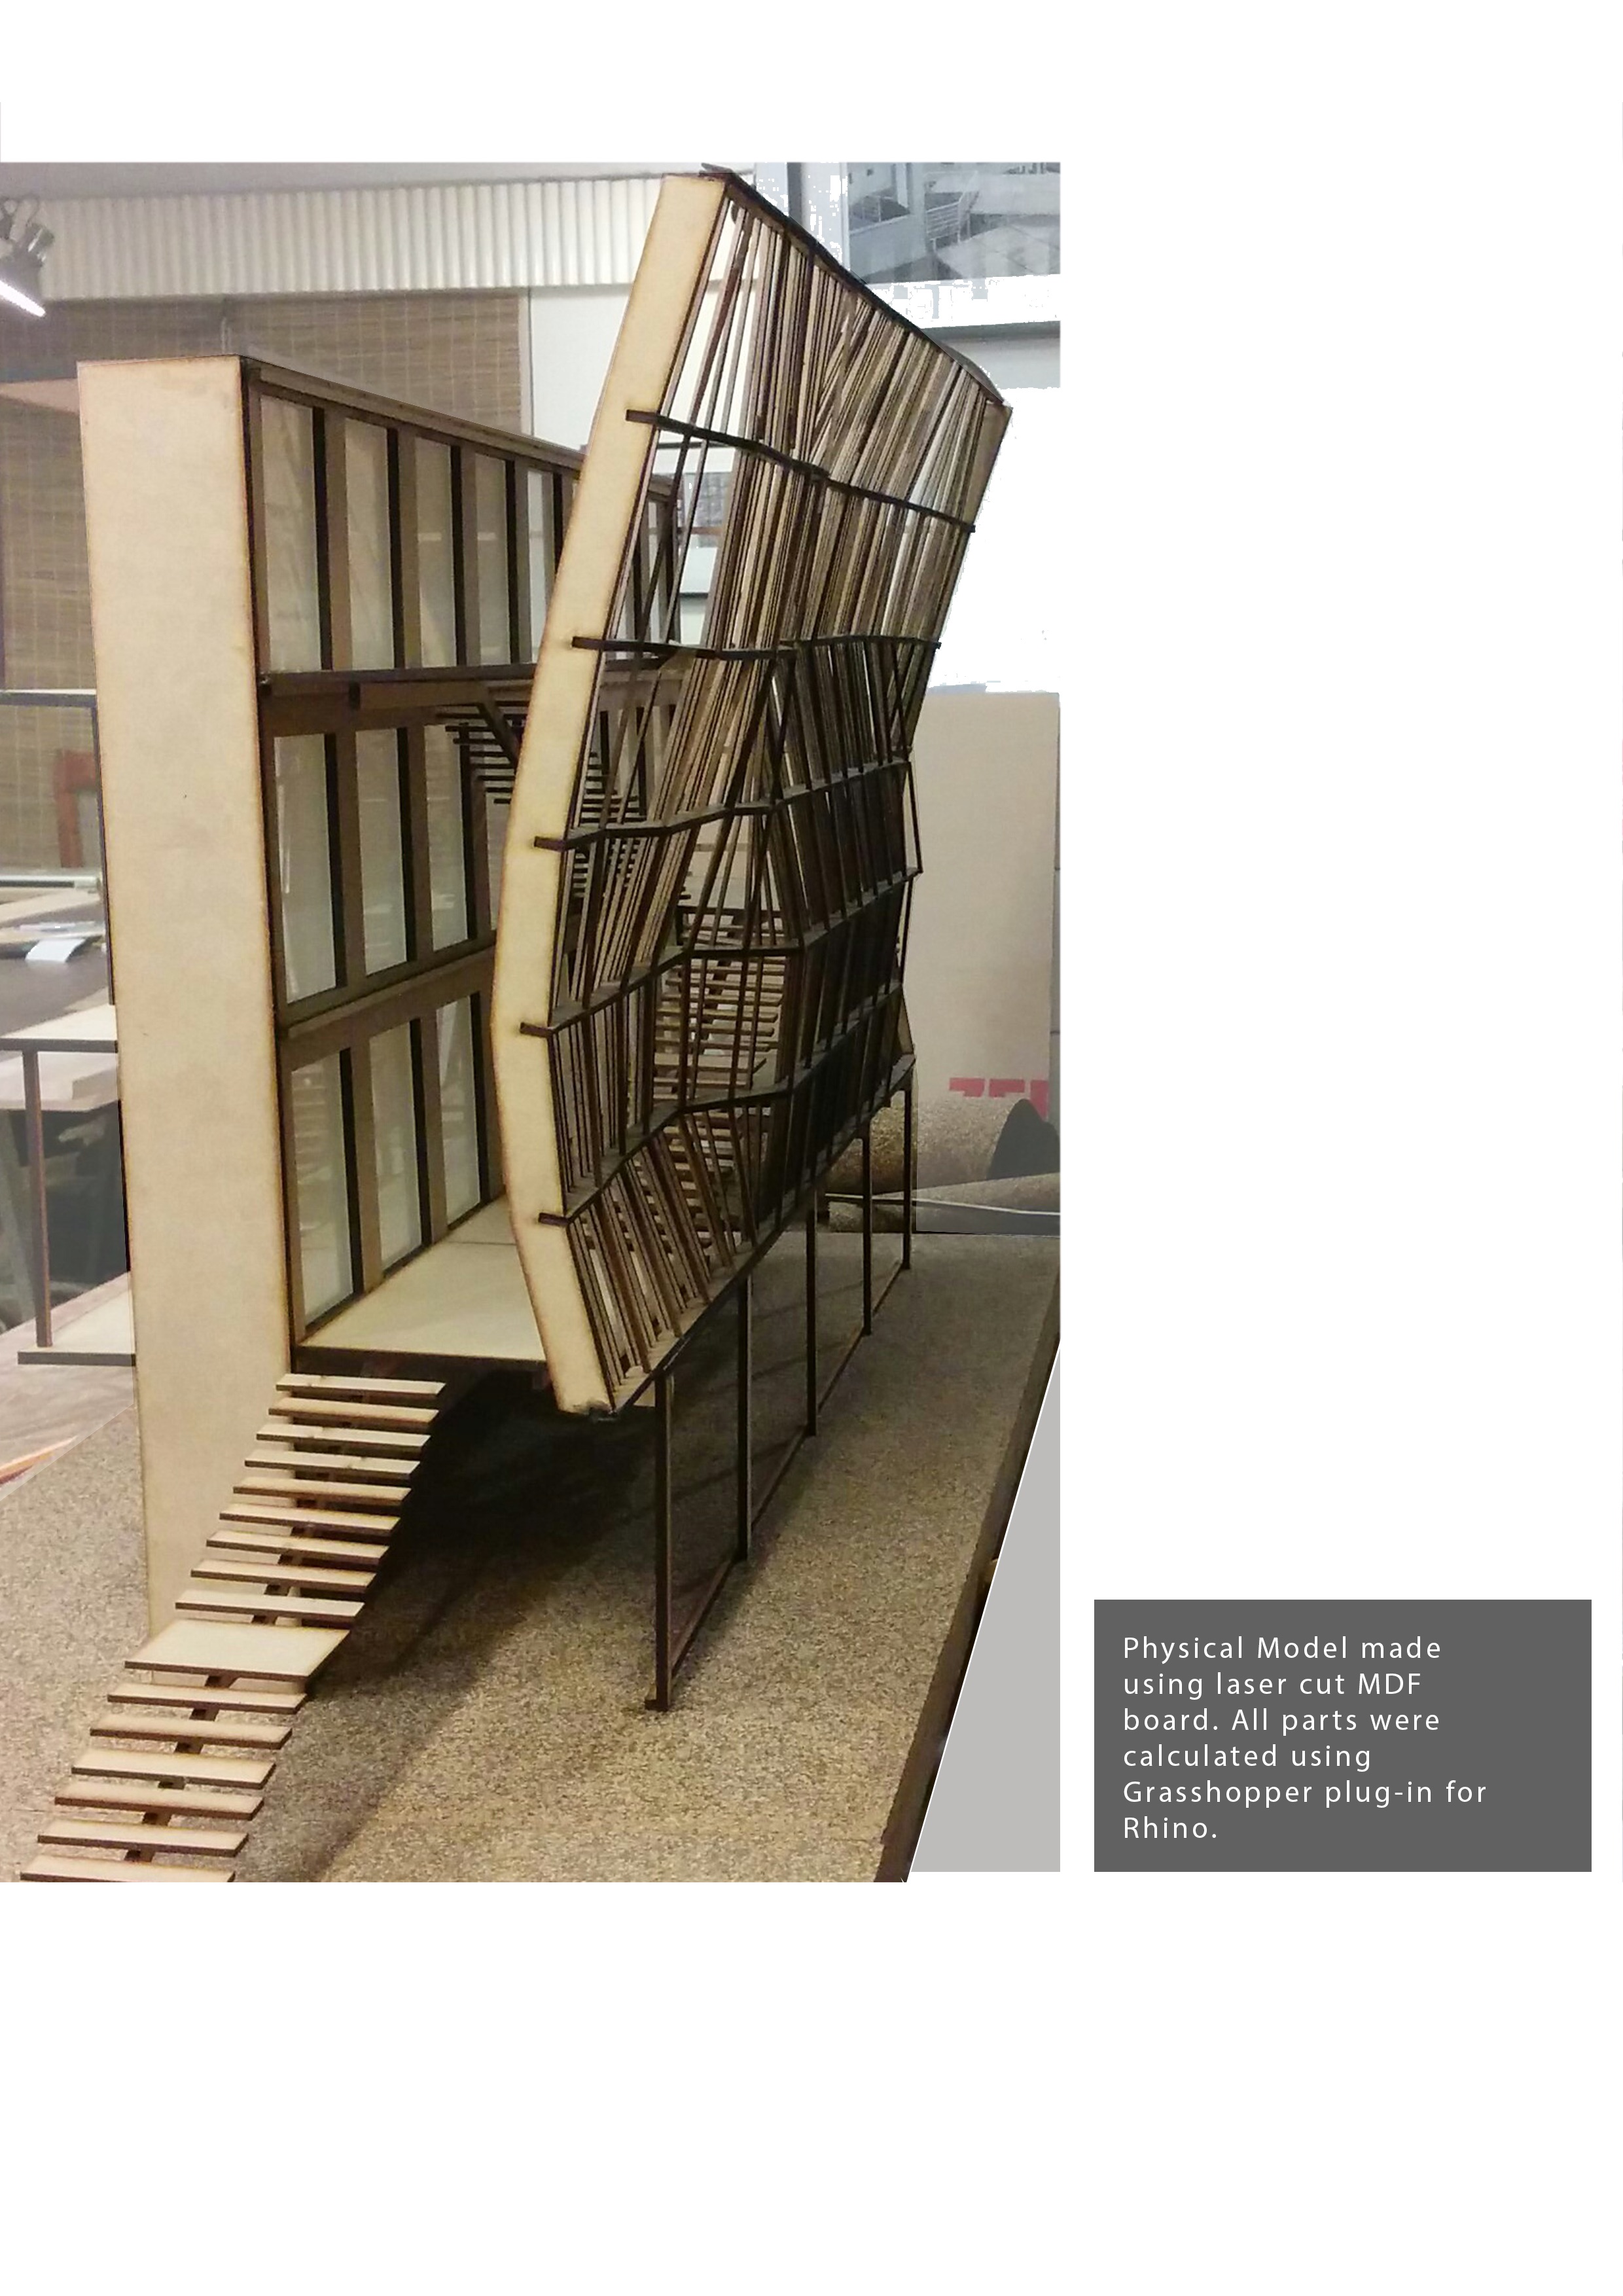 Physical Model made
using laser cut MDF
board. All parts were
calculated using
Grasshopper plug-in for
Rhino.